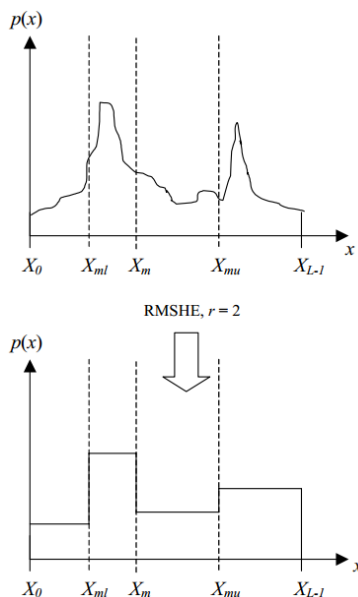 p(x)
x
X0 Xml Xm Xmu XL-1
RMSHE, r = 2
p(x)
x
X0 Xml Xm Xmu XL-1